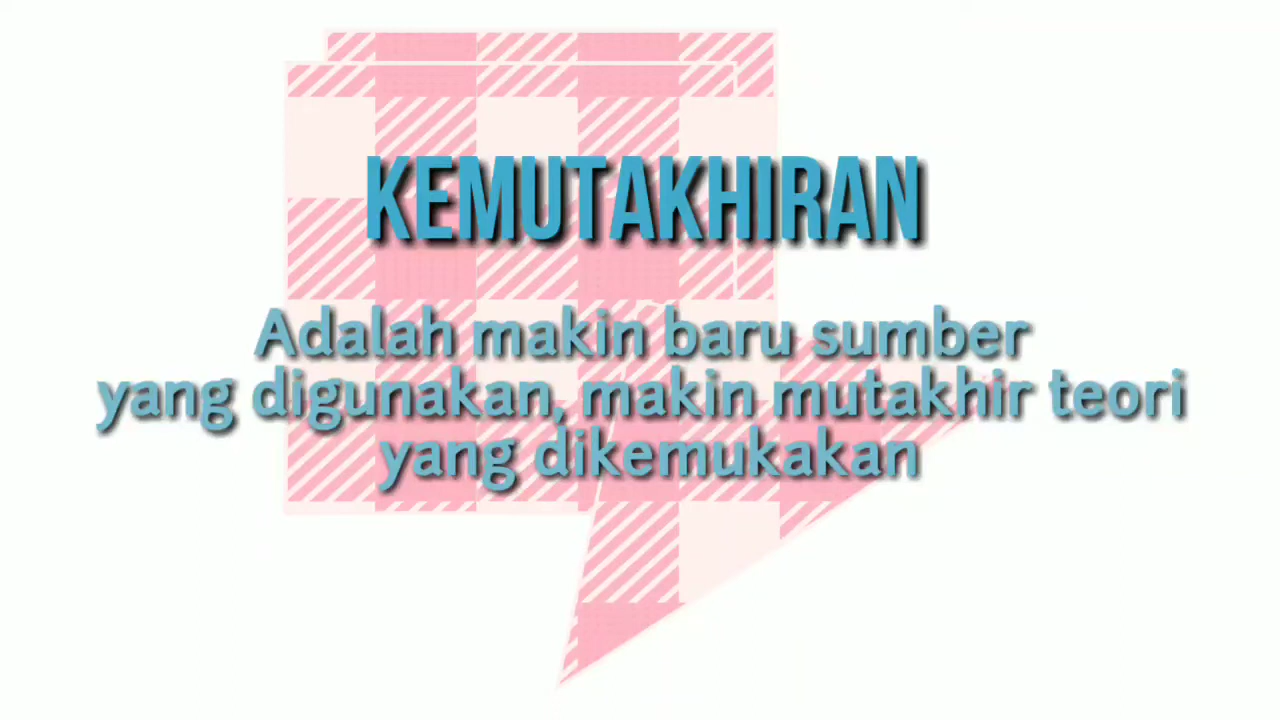 KEMUTAKHIRAN
Adalah makin baru sumber
yang digunakan, makin mutakhir teori
yang dikemukakan